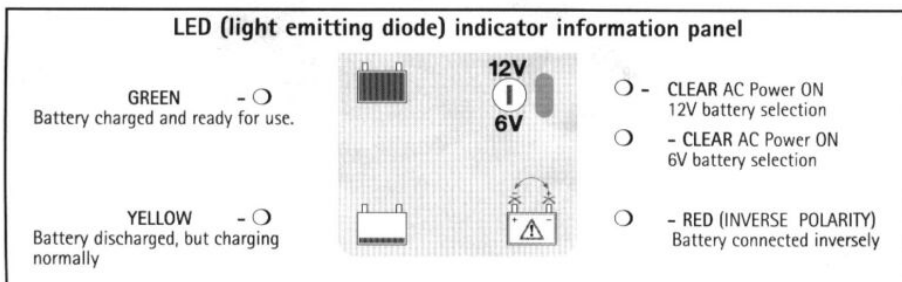 LED (light emitting diode) indicator information panel
GREEN - ○
Battery charged and ready for use.
YELLOW - ○
Battery discharged, but charging
normally
12V
6V
+ -
○ - CLEAR AC Power ON
12V battery selection
○ - CLEAR AC Power ON
6V battery selection
○ - RED (INVERSE POLARITY)
Battery connected inversely